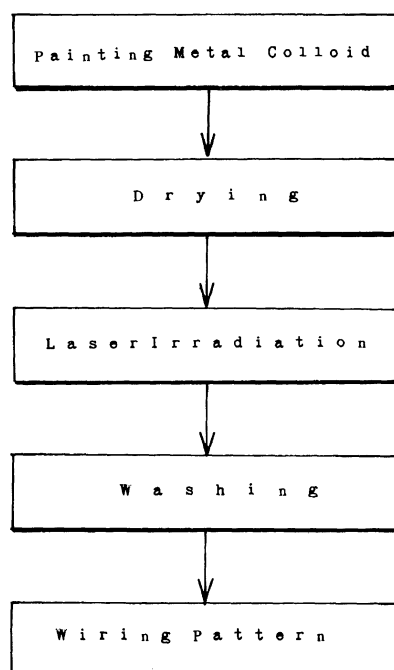 Painting Metal Colloid
Drying
LaserIrradiation
Washing
Wiring Pattern